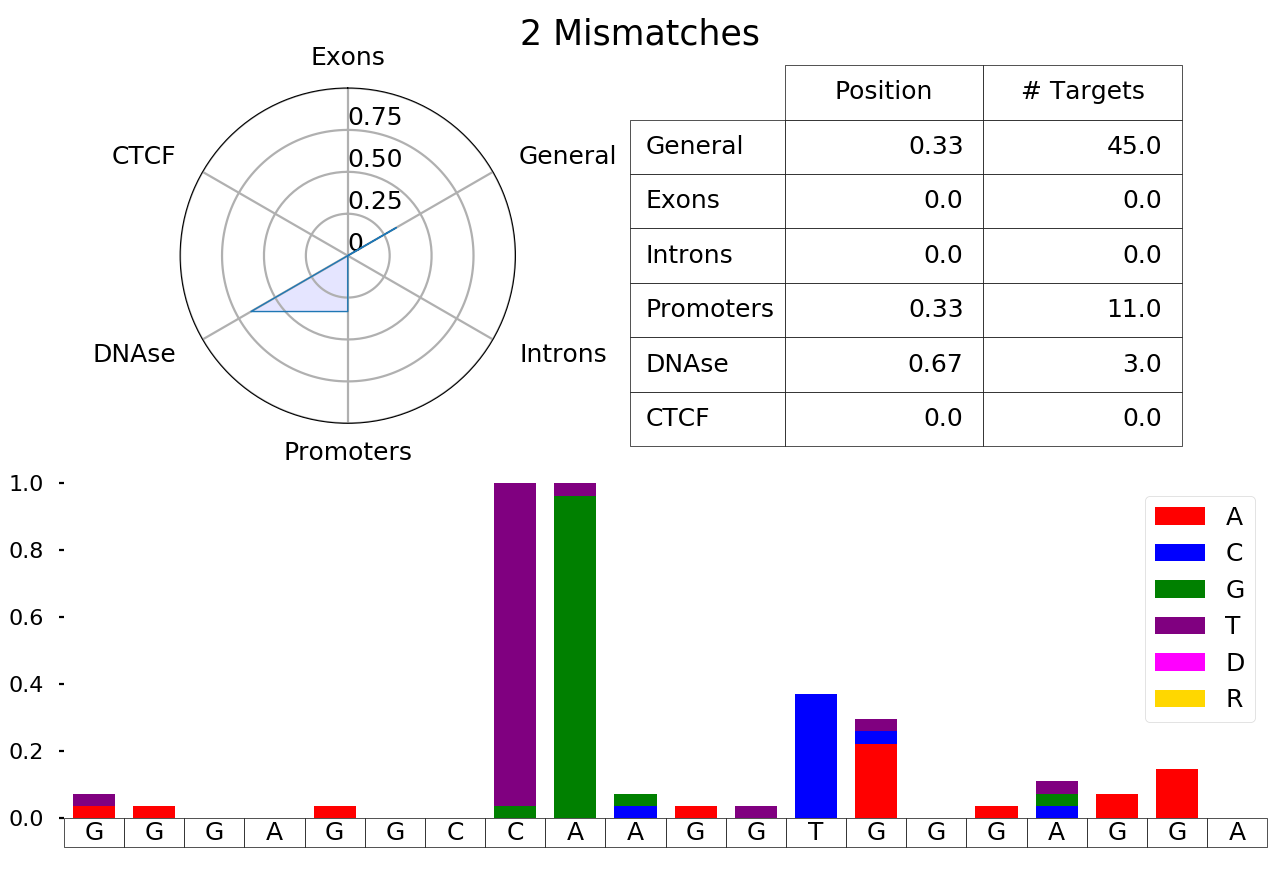 2 Mismatches
Exons
CTCF
General
DNAse
Introns
Promoters
0.75
0.50
0.25
0
Position # Targets
General 0.33 45.0
Exons 0.0 0.0
Introns 0.0 0.0
Promoters 0.33 11.0
DNAse 0.67 3.0
CTCF 0.0 0.0
1.0
0.8
0.6
0.4
0.2
0.0
A
C
G
T
D
R
G G G A G G C C A A G G T G G G A G G A